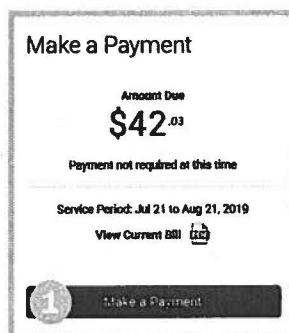 Make a Payment
Amount Due
$42.03
Payment not required at this time
Service Period: Jul 21 to Aug 21, 2019
View Current Bill
1 Make a Payment